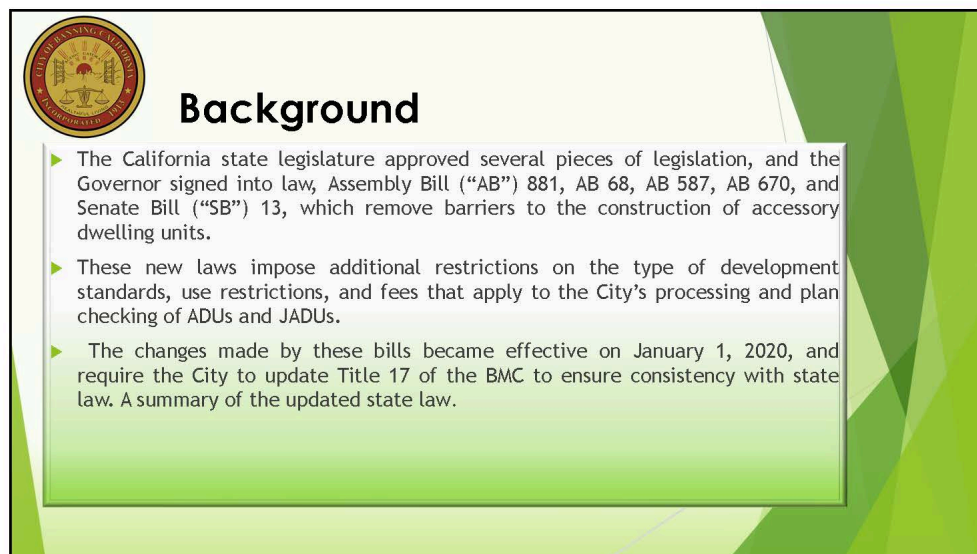 CITY OF BANNING CALIFORNIA
INCORPORATED 1913
Background
The California state legislature approved several pieces of legislation, and the
Governor signed into law, Assembly Bill (“AB”) 881, AB 68, AB 587, AB 670, and
Senate Bill (“SB”) 13, which remove barriers to the construction of accessory
dwelling units.
These new laws impose additional restrictions on the type of development
standards, use restrictions, and fees that apply to the City’s processing and plan
checking of ADUs and JADUs.
The changes made by these bills became effective on January 1, 2020, and
require the City to update Title 17 of the BMC to ensure consistency with state
law. A summary of the updated state law.